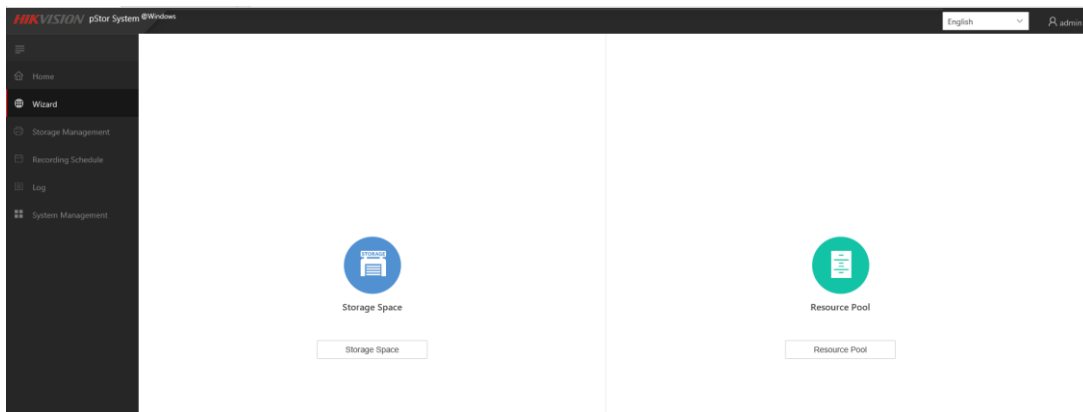 HIKVISION pStor System @Windows
English
admin
Home
Wizard
Storage Management
Recording Schedule
Log
System Management
STORAGE
Storage Space
Resource Pool
Storage Space
Resource Pool